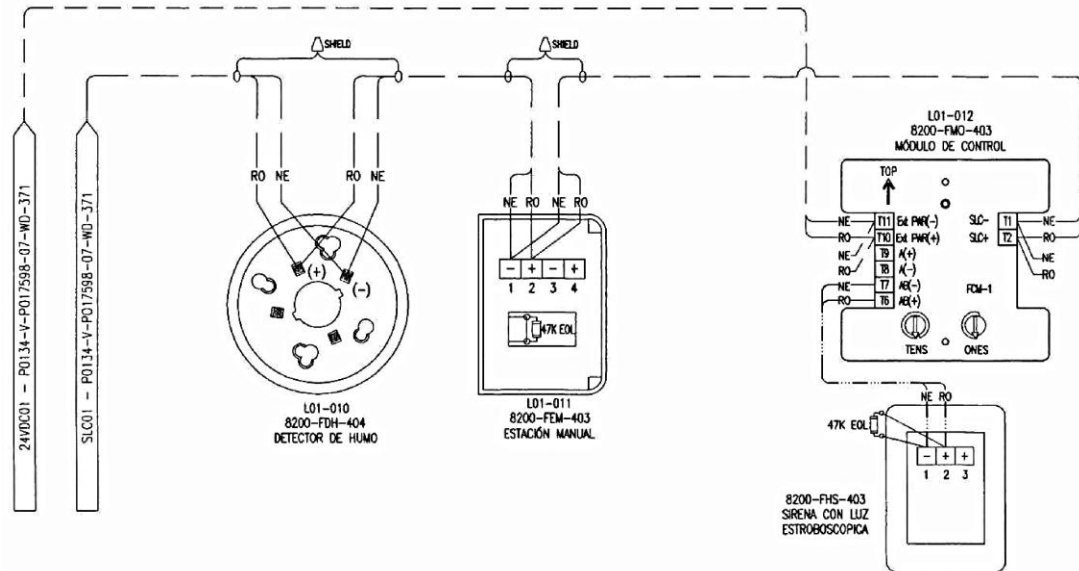 SHIELD
SHIELD
24VDC01 - P0134-V-P017598-07-WD-371
SLC01 - P0134-V-P017598-07-WD-371
RO NE RO NE
(+)
(-)
L01-010
8200-FDH-404
DETECTOR DE HUMO
NE RO NE RO
- + - +
1 2 3 4
47K EOL
L01-011
8200-FEM-403
ESTACIÓN MANUAL
L01-012
8200-FMO-403
MÓDULO DE CONTROL
TOP
NE T11 Ext PWR(-) SLC- T1 NE
RO T10 Ext PWR(+) SLC+ T2 RO
NE T9 A(+) NE
RO T8 A(-) RO
NE T7 AB(-) FCM-1
RO T6 AB(+)
TENS ONES
NE RO
47K EOL
- + +
1 2 3
8200-FHS-403
SIRENA CON LUZ
ESTROBOSCOPICA